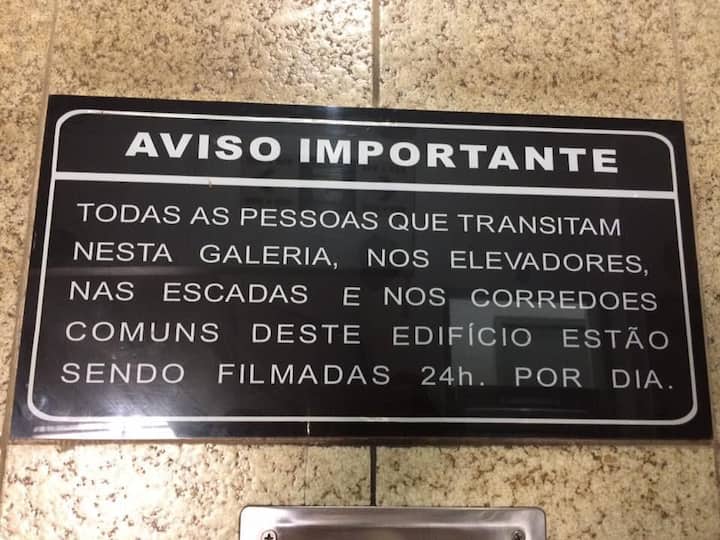 AVISO IMPORTANTE
TODAS AS PESSOAS QUE TRANSITAM
NESTA GALERIA, NOS ELEVADORES,
NAS ESCADAS E NOS CORREDOES
COMUNS DESTE EDIFÍCIO ESTÃO
SENDO FILMADAS 24h. POR DIA.